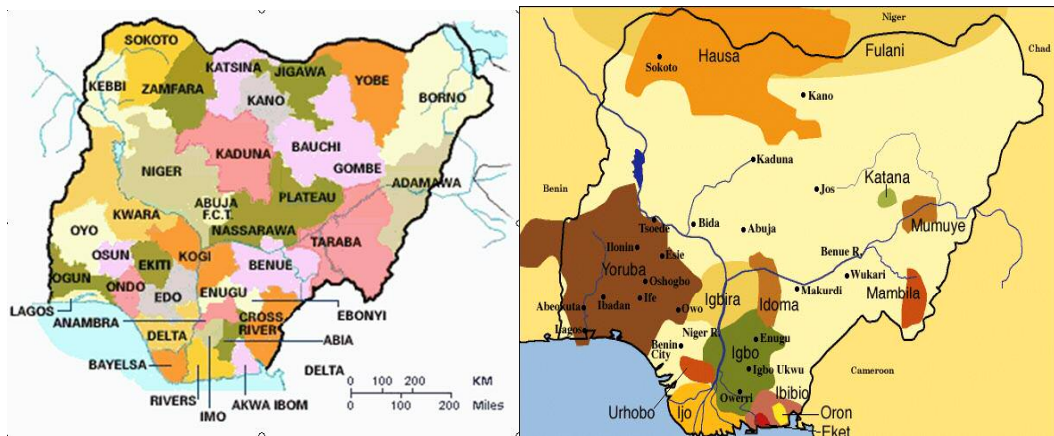 SOKOTO
KATSINA
JIGAWA
YOBE
KEBBI
ZAMFARA
KANO
BORNO
BAUCHI
KADUNA
GOMBE
NIGER
ADAMAWA
PLATEAU
ABUJA
F.C.T.
KWARA
NASSARAWA
OYO
TARABA
OSUN
KOGI
BENUE
EKITI
OGUN
ONDO
EDO
ENUGU
LAGOS
CROSS
RIVER
EBONYI
ANAMBRA
DELTA
ABIA
BAYELSA
DELTA
RIVERS
IMO
AKWA IBOM
0 100 200 KM
0 100 200 Miles
Niger
Hausa
Fulani
Chad
Sokoto
Kano
Kaduna
Katana
Jos
Benin
Mumuye
Tsoede
Bida
Abuja
Ilonin
Esie
Benue R.
Yoruba
Oshogbo
Wukari
Makurdi
Mambila
Igbira
Idoma
Abeokuta
Ibadan
Ife
Owo
Lagos
Niger R.
Benin
City
Enugu
Igbo
Igbo Ukwu
Cameroon
Owerri
Ibibio
Urhobo
Ijo
Oron
Eket